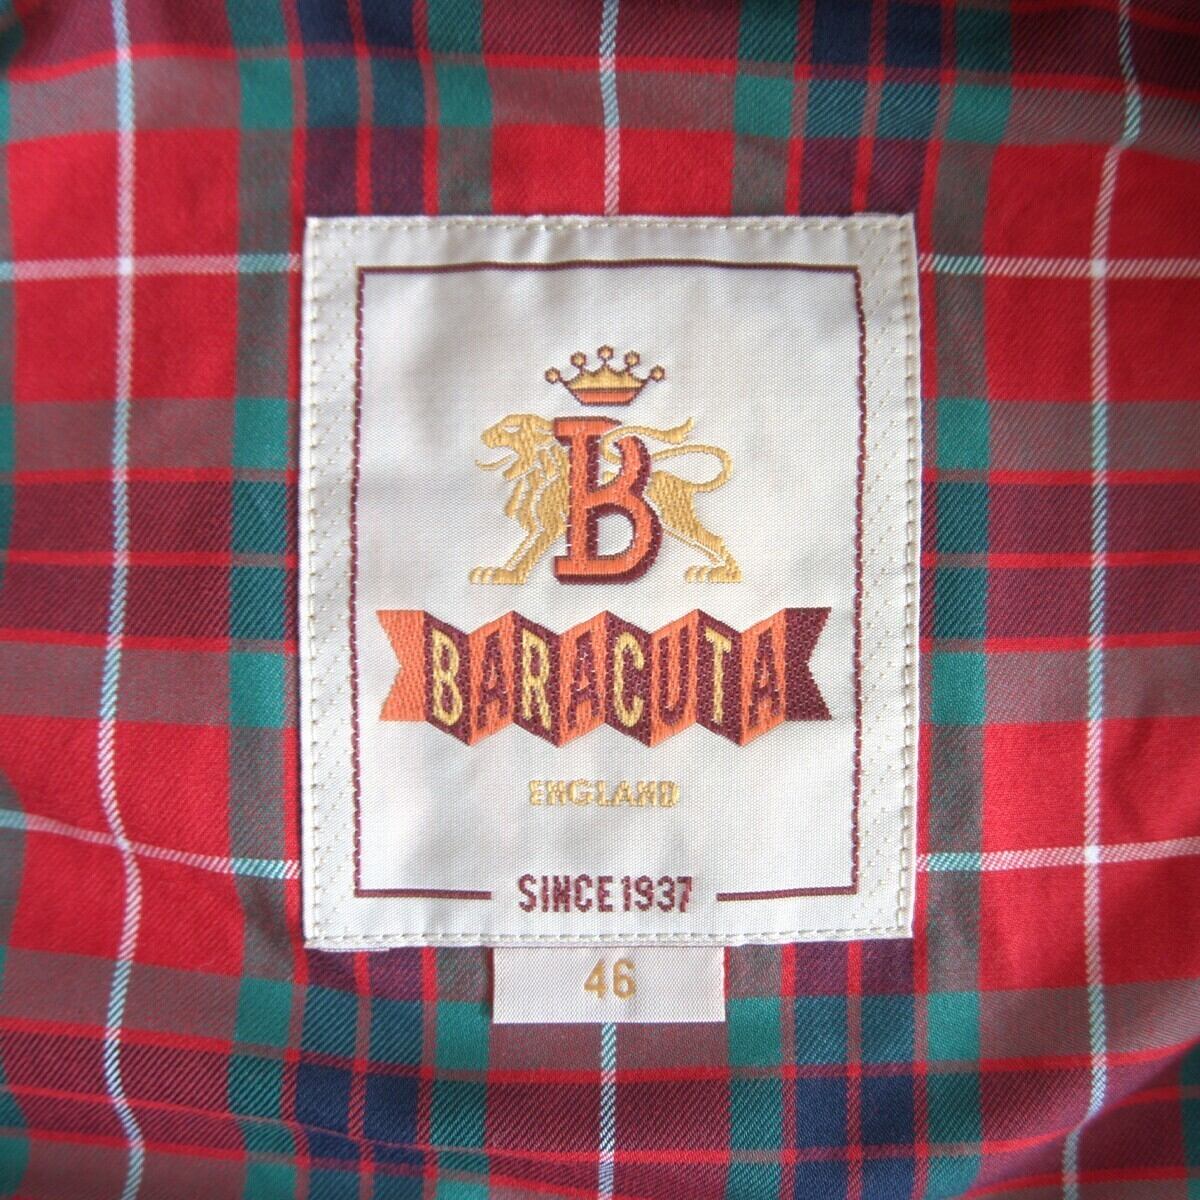 B
BARACUTA
ENGLAND
SINCE 1937
46